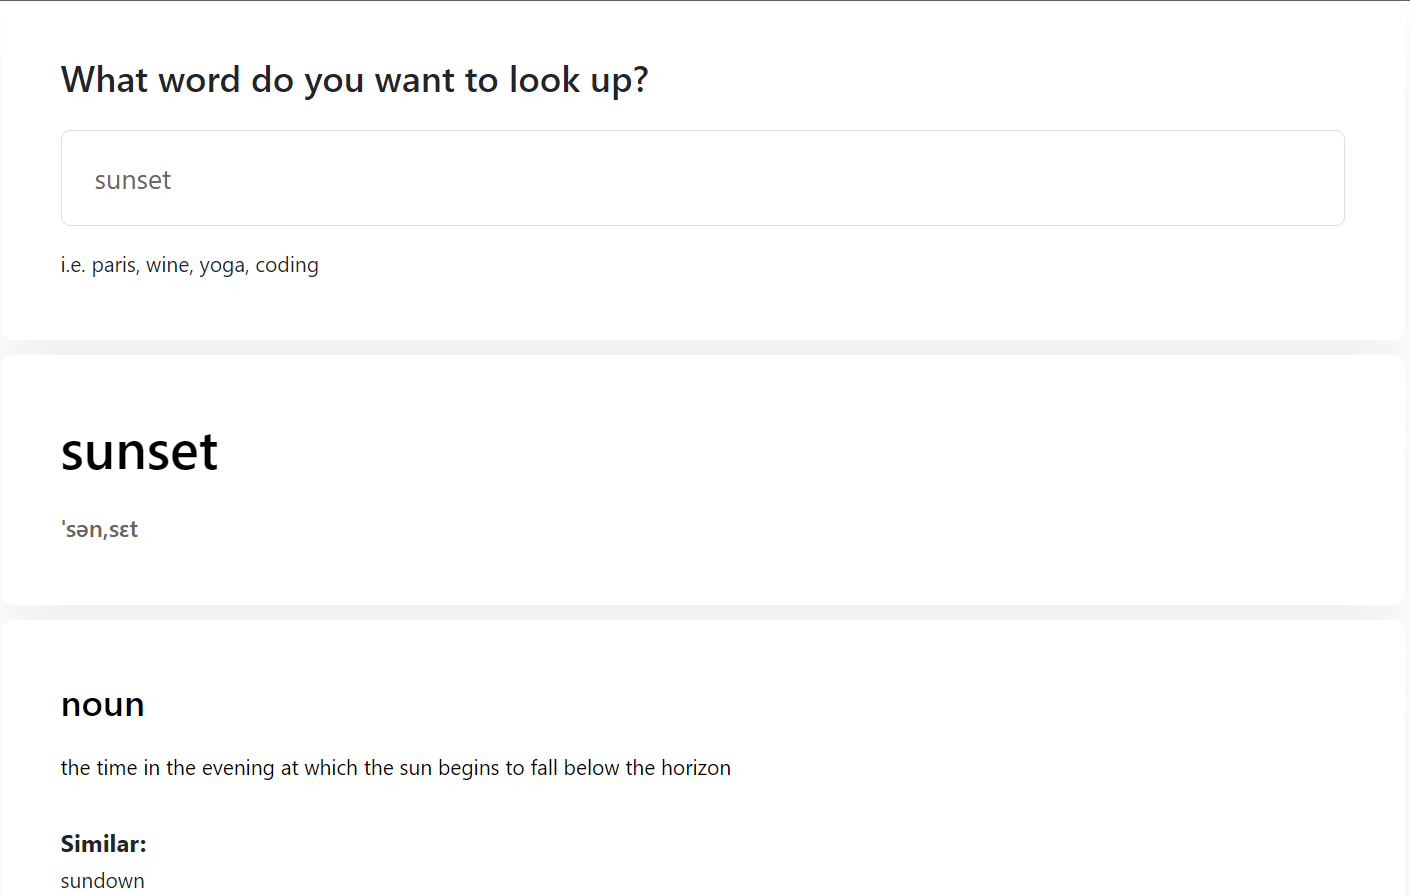 What word do you want to look up?
sunset
i.e. paris, wine, yoga, coding
sunset
ˈsən,sɛt
noun
the time in the evening at which the sun begins to fall below the horizon
Similar:
sundown